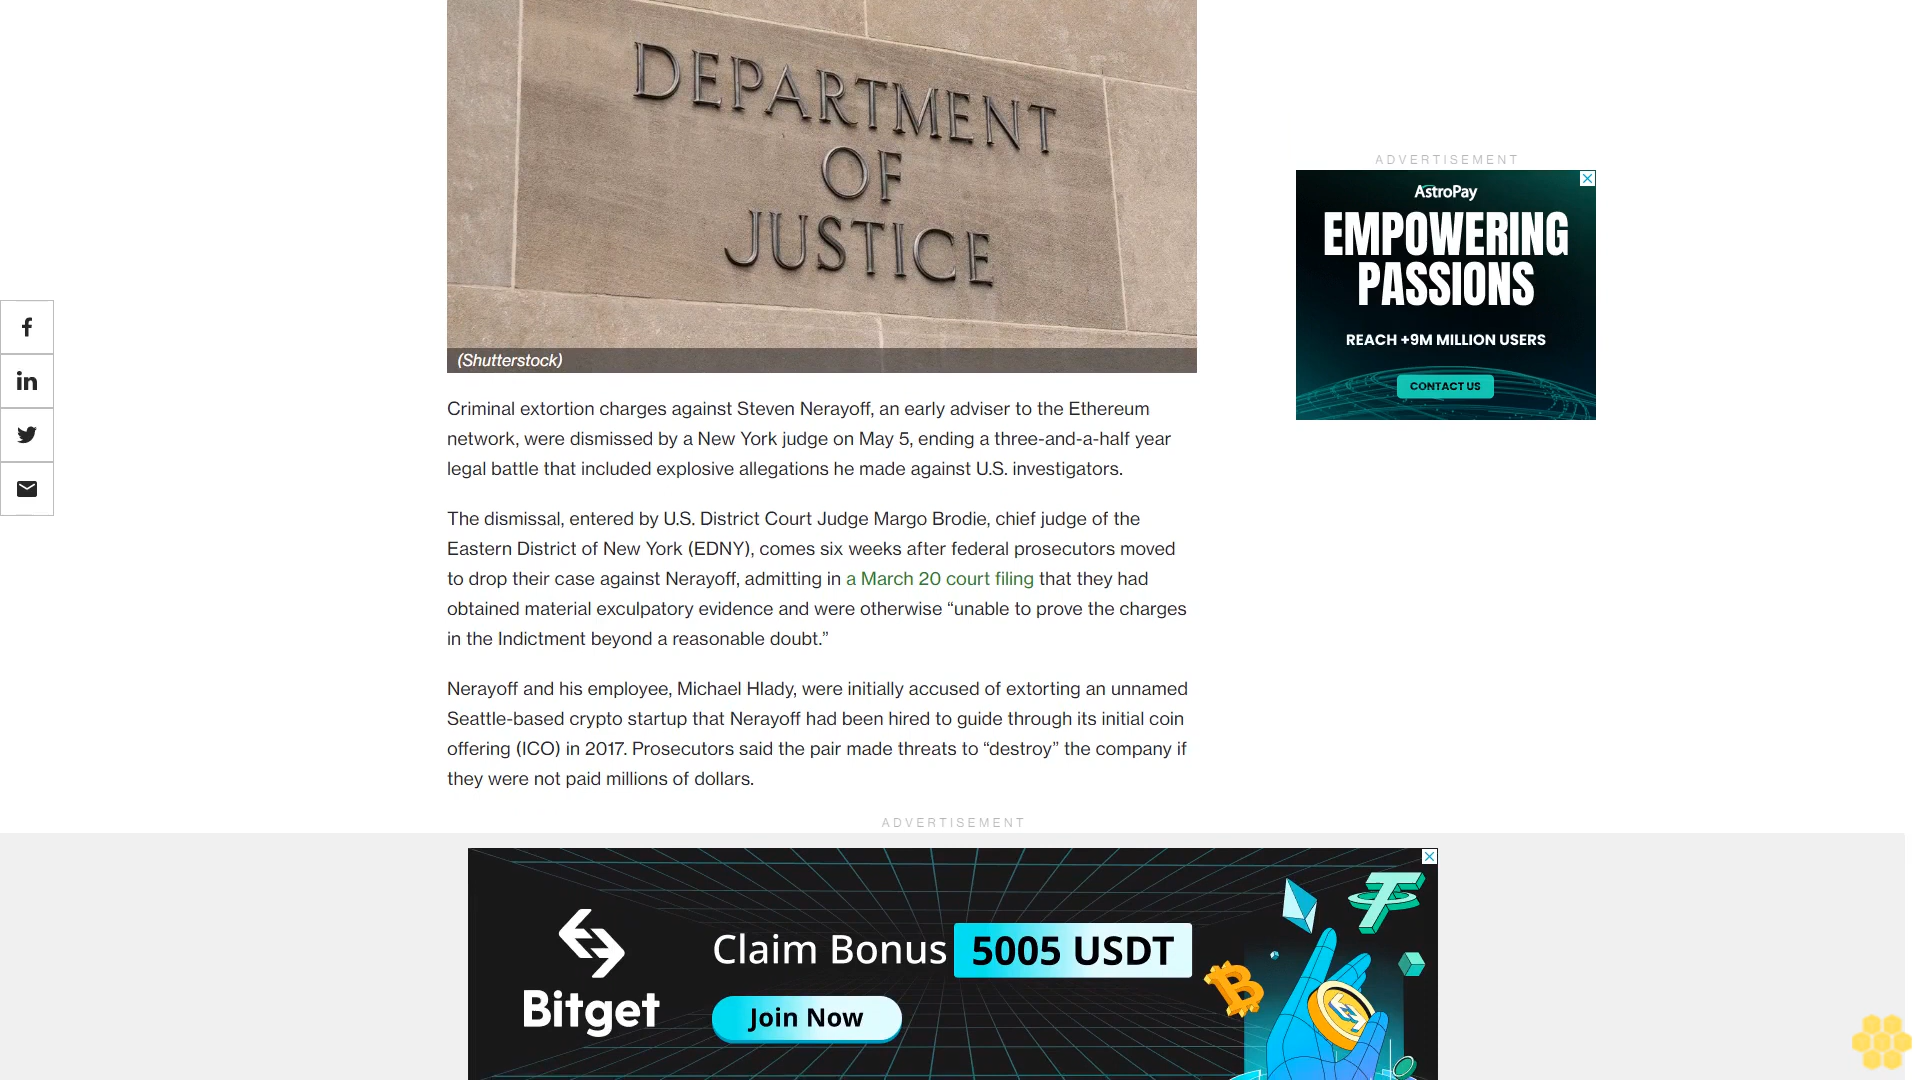 DEPARTMENT
OF
JUSTICE
(Shutterstock)
Criminal extortion charges against Steven Nerayoff, an early adviser to the Ethereum
network, were dismissed by a New York judge on May 5, ending a three-and-a-half year
legal battle that included explosive allegations he made against U.S. investigators.
The dismissal, entered by U.S. District Court Judge Margo Brodie, chief judge of the
Eastern District of New York (EDNY), comes six weeks after federal prosecutors moved
to drop their case against Nerayoff, admitting in a March 20 court filing that they had
obtained material exculpatory evidence and were otherwise “unable to prove the charges
in the Indictment beyond a reasonable doubt.”
Nerayoff and his employee, Michael Hlady, were initially accused of extorting an unnamed
Seattle-based crypto startup that Nerayoff had been hired to guide through its initial coin
offering (ICO) in 2017. Prosecutors said the pair made threats to “destroy” the company if
they were not paid millions of dollars.
ADVERTISEMENT
AstroPay
EMPOWERING
PASSIONS
REACH +9M MILLION USERS
CONTACT US
ADVERTISEMENT
Bitget
Claim Bonus 5005 USDT
Join Now